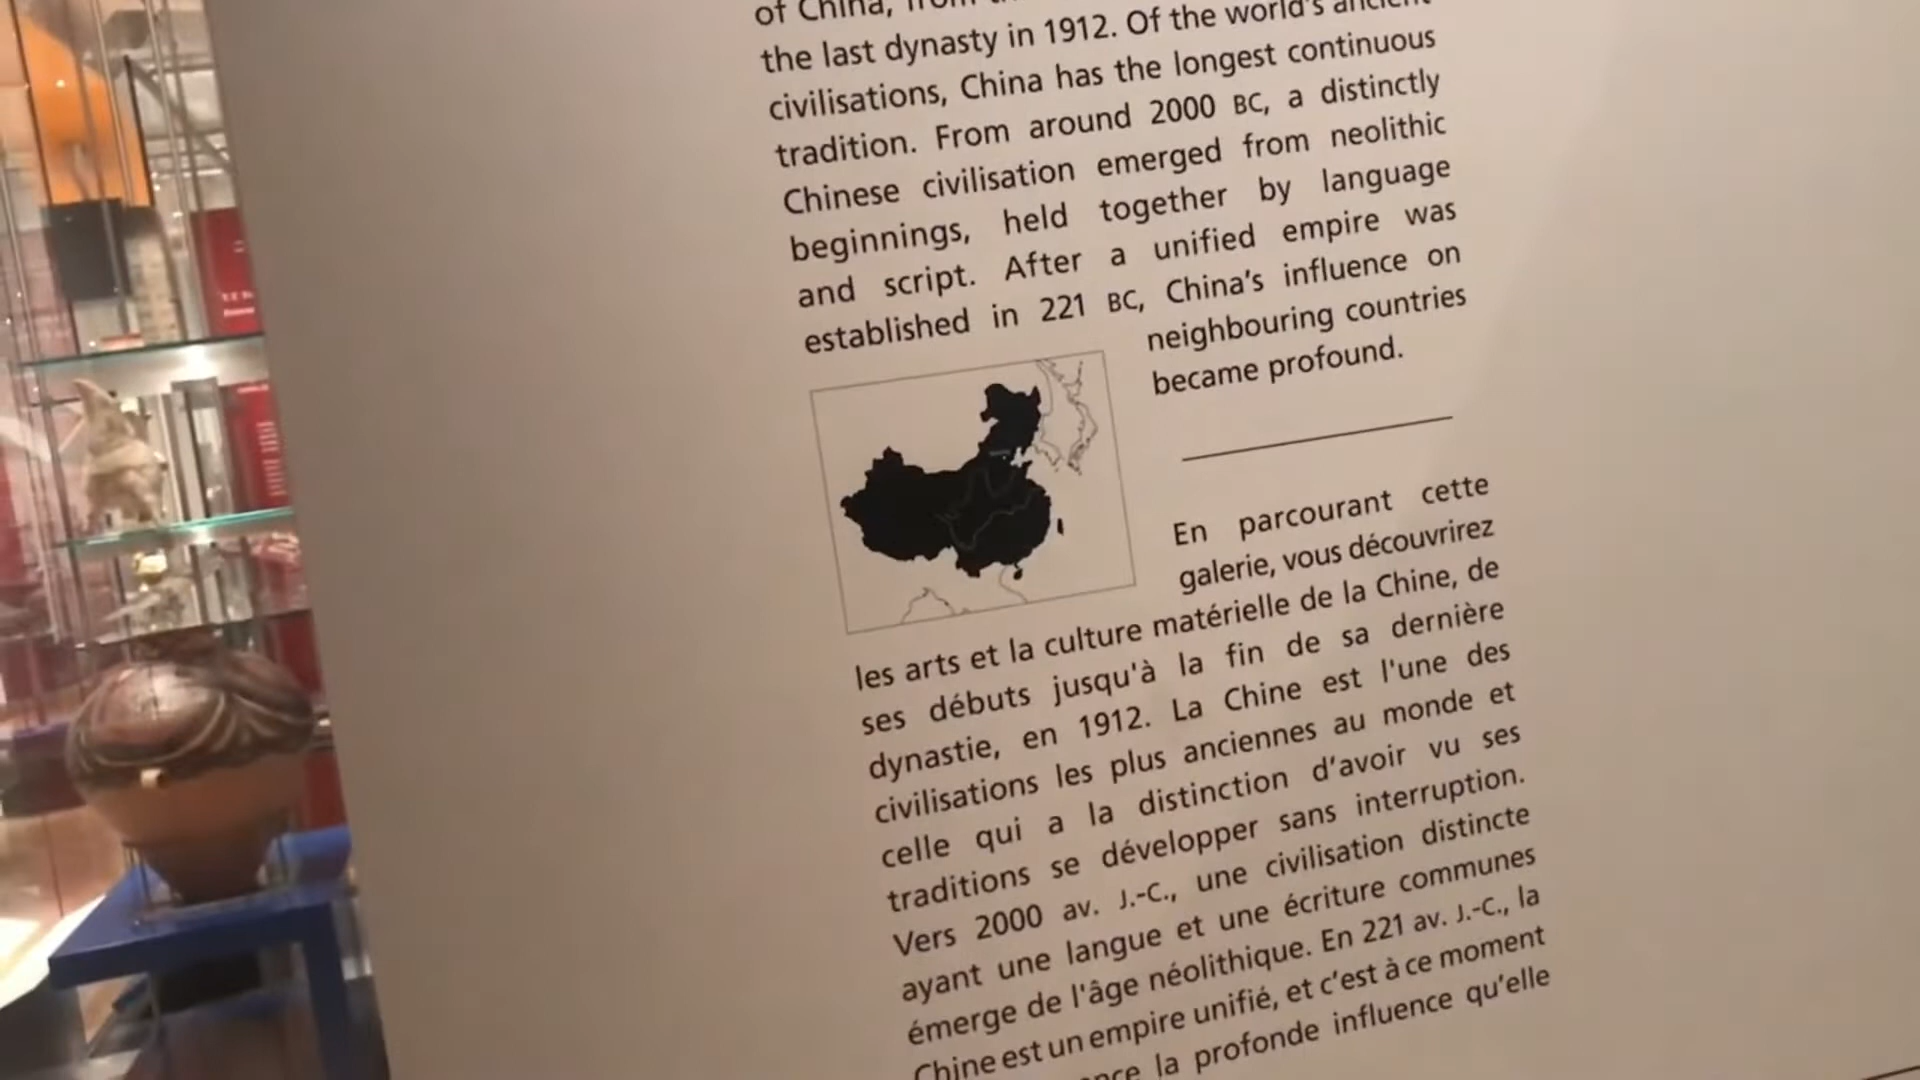 of China, from
the last dynasty in 1912. Of the world's ancient
civilisations, China has the longest continuous
tradition. From around 2000 BC, a distinctly
Chinese civilisation emerged from neolithic
beginnings, held together by language
and script. After a unified empire was
established in 221 BC, China's influence on
neighbouring countries
became profound.
En parcourant cette
galerie, vous découvrirez
les arts et la culture matérielle de la Chine, de
ses débuts jusqu'à la fin de sa dernière
dynastie, en 1912. La Chine est l'une des
civilisations les plus anciennes au monde et
celle qui a la distinction d'avoir vu ses
traditions se développer sans interruption.
Vers 2000 av. J.-C., une civilisation distincte
ayant une langue et une écriture communes
émerge de l'âge néolithique. En 221 av. J.-C., la
Chine est un empire unifié, et c'est à ce moment
la profonde influence qu'elle